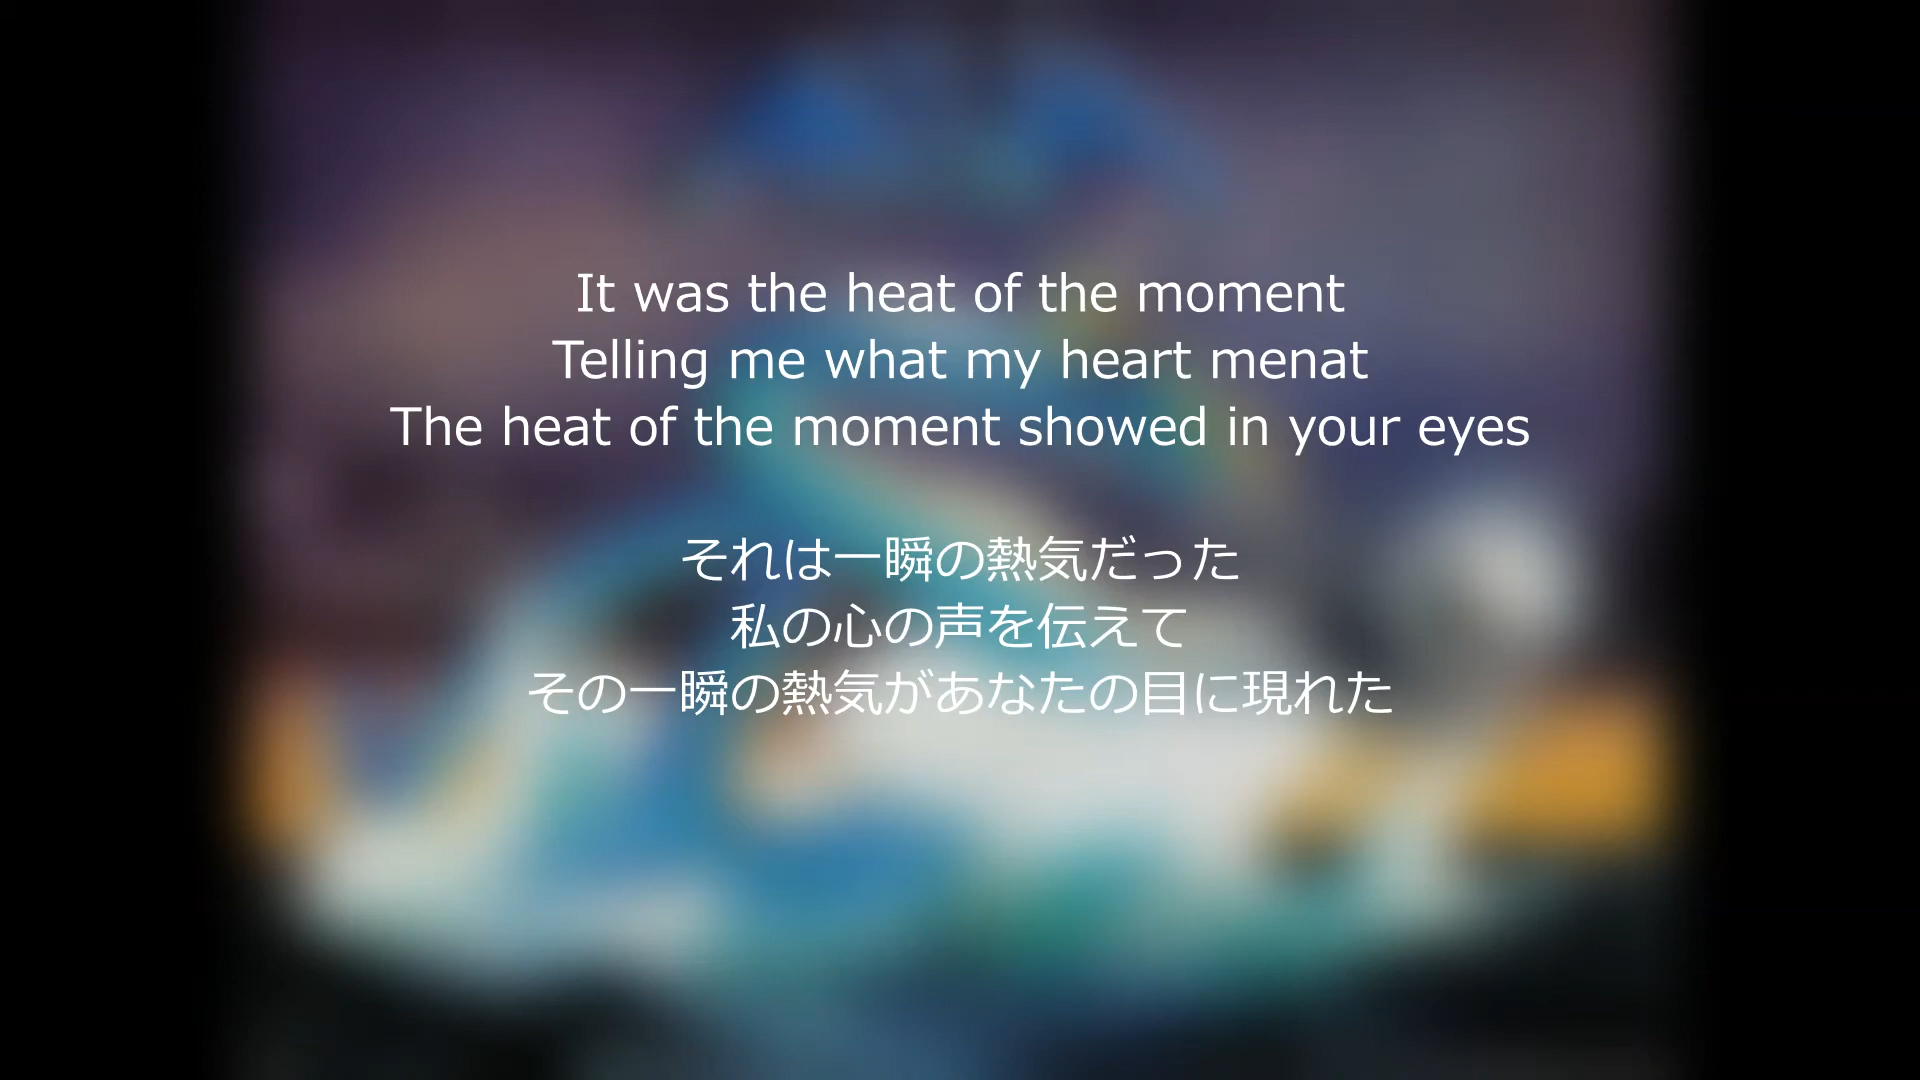 It was the heat of the moment
Telling me what my heart menat
The heat of the moment showed in your eyes
それは一瞬の熱気だった
私の心の声を伝えて
その一瞬の熱気があなたの目に現れた